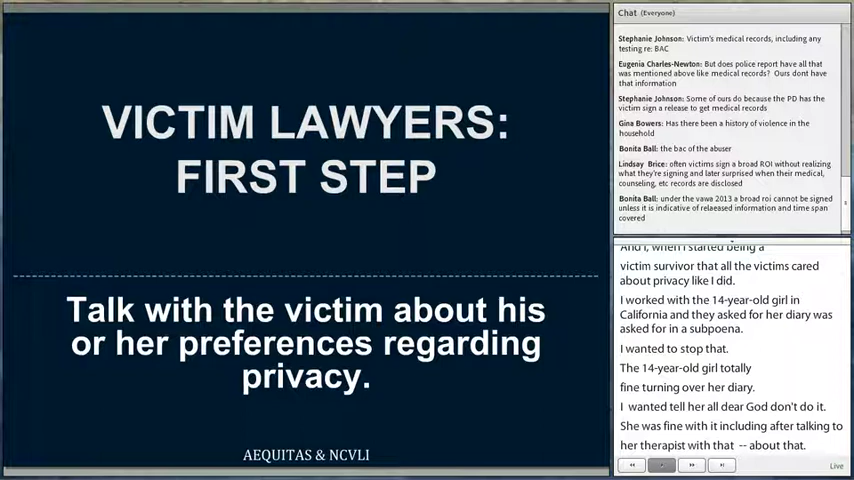 VICTIM LAWYERS:
FIRST STEP
Talk with the victim about his
or her preferences regarding
privacy.
AEQUITAS & NCVLI
Chat (Everyone)
Stephanie Johnson: Victim's medical records, including any
testing re: BAC
Eugenia Charles-Newton: But does police report have all that
was mentioned above like medical records? Ours dont have
that information
Stephanie Johnson: Some of ours do because the PD has the
victim sign a release to get medical records
Gina Bowers: Has there been a history of violence in the
household
Bonita Ball: the bac of the abuser
Lindsay Brice: often victims sign a broad ROI without realizing
what they're signing and later surprised when their medical,
counseling, etc records are disclosed
Bonita Ball: under the vawa 2013 a broad roi cannot be signed
unless it is indicative of relaeased information and time span
covered
And I, when I started being a
victim survivor that all the victims cared
about privacy like I did.
I worked with the 14-year-old girl in
California and they asked for her diary was
asked for in a subpoena.
I wanted to stop that.
The 14-year-old girl totally
fine turning over her diary.
I wanted tell her all dear God don't do it.
She was fine with it including after talking to
her therapist with that -- about that.
Live